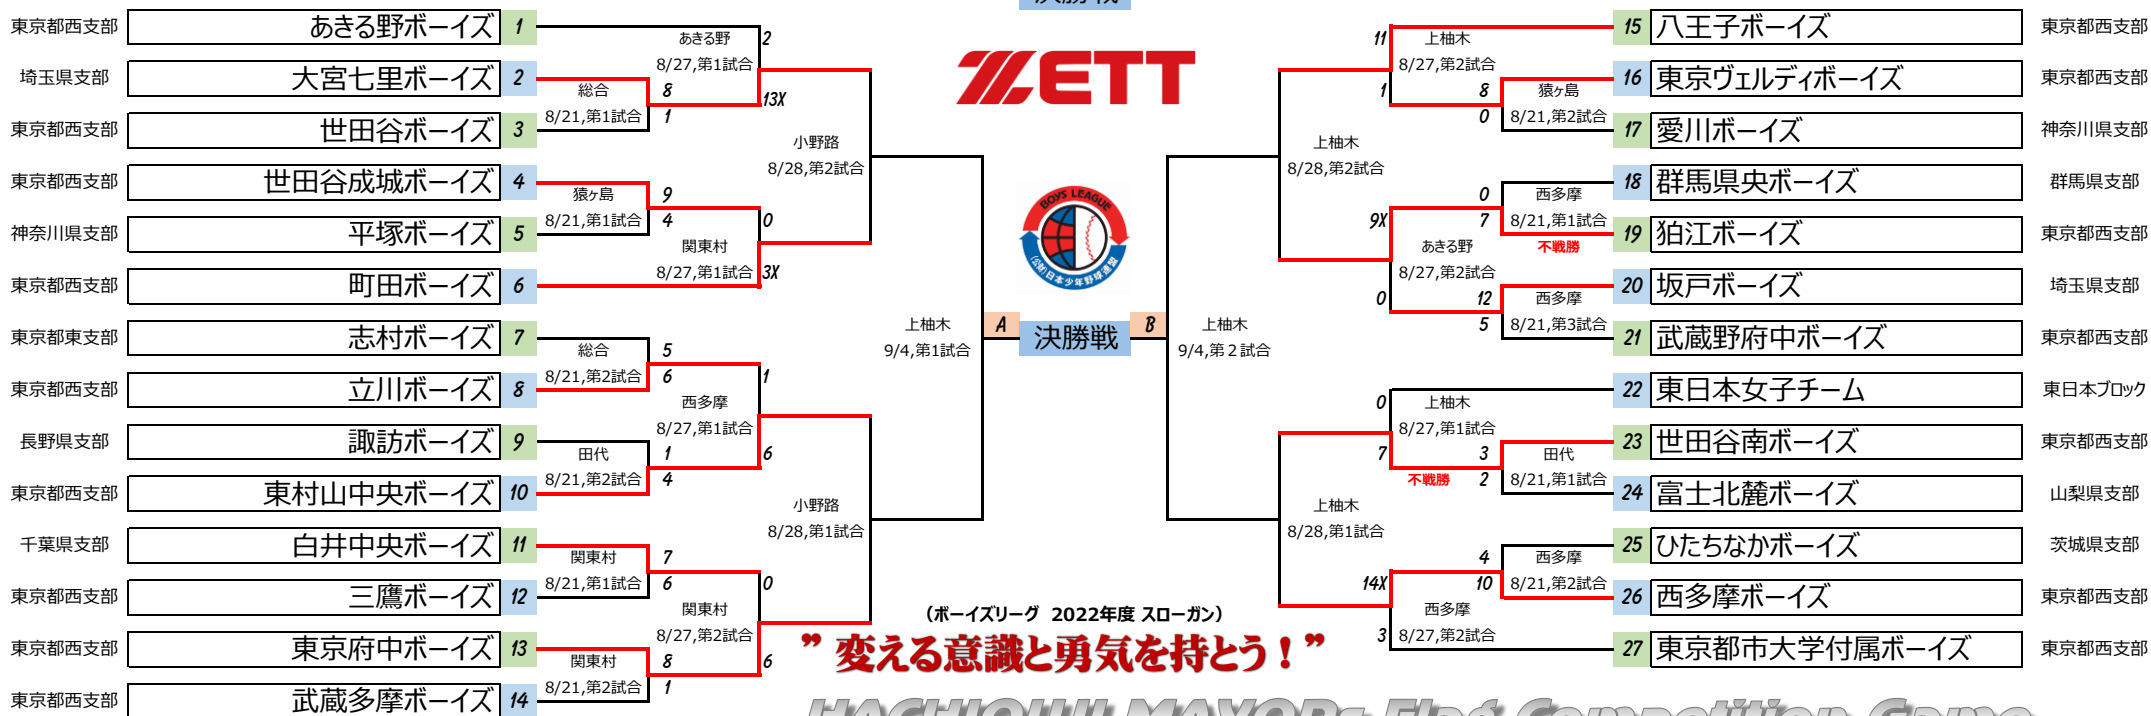 決勝戦
東京都西支部 あきる野ボーイズ 1
埼玉県支部 大宮七里ボーイズ 2
東京都西支部 世田谷ボーイズ 3
東京都西支部 世田谷成城ボーイズ 4
神奈川県支部 平塚ボーイズ 5
東京都西支部 町田ボーイズ 6
東京都東支部 志村ボーイズ 7
東京都西支部 立川ボーイズ 8
長野県支部 諏訪ボーイズ 9
東京都西支部 東村山中央ボーイズ 10
千葉県支部 白井中央ボーイズ 11
東京都西支部 三鷹ボーイズ 12
東京都西支部 東京府中ボーイズ 13
東京都西支部 武蔵多摩ボーイズ 14
総合 8
8/21,第1試合 1
猿ヶ島 9
8/21,第1試合 4
総合 5
8/21,第2試合 6
田代 1
8/21,第2試合 4
関東村 7
8/21,第1試合 6
関東村 8
8/21,第2試合 1
あきる野 2
8/27,第1試合 13X
0
関東村
8/27,第1試合 3X
1
西多摩
8/27,第1試合
6
0
関東村
8/27,第2試合 6
小野路
8/28,第2試合
小野路
8/28,第1試合
上柚木
9/4,第1試合
A
決勝戦
B
上柚木
9/4,第２試合
ZETT
BOYS LEAGUE
(公財)日本少年野球連盟
(ボーイズリーグ 2022年度 スローガン)
”変える意識と勇気を持とう！”
HACHIOUJI MAYORs Flag Competition Game
上柚木
8/28,第2試合
上柚木
8/28,第1試合
11 上柚木
8/27,第2試合
1
9X
あきる野
8/27,第2試合
0
0 上柚木
8/27,第1試合
7
不戦勝
14X
西多摩
3 8/27,第2試合
8 猿ヶ島
0 8/21,第2試合
0 西多摩
7 8/21,第1試合
不戦勝
12 西多摩
5 8/21,第3試合
3 田代
2 8/21,第1試合
4 西多摩
10 8/21,第2試合
15 八王子ボーイズ 東京都西支部
16 東京ヴェルディボーイズ 東京都西支部
17 愛川ボーイズ 神奈川県支部
18 群馬県央ボーイズ 群馬県支部
19 狛江ボーイズ 東京都西支部
20 坂戸ボーイズ 埼玉県支部
21 武蔵野府中ボーイズ 東京都西支部
22 東日本女子チーム 東日本ブロック
23 世田谷南ボーイズ 東京都西支部
24 富士北麓ボーイズ 山梨県支部
25 ひたちなかボーイズ 茨城県支部
26 西多摩ボーイズ 東京都西支部
27 東京都市大学付属ボーイズ 東京都西支部